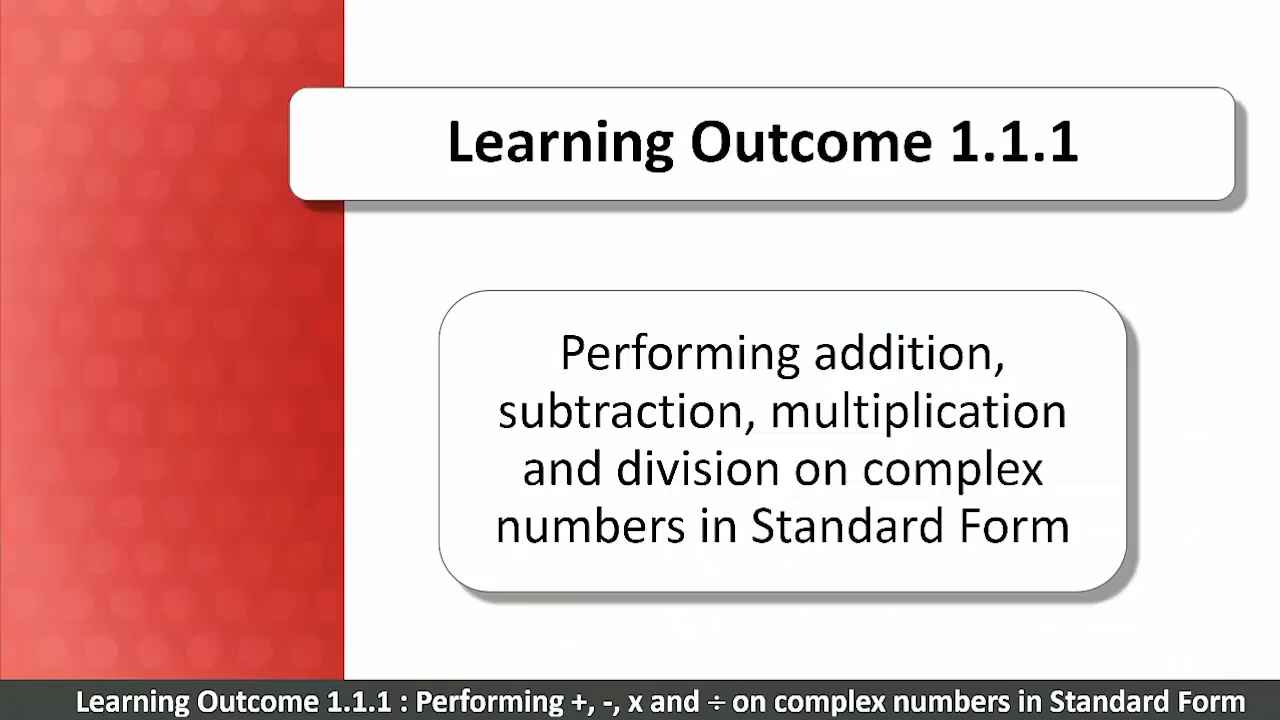 Learning Outcome 1.1.1
Performing addition,
subtraction, multiplication
and division on complex
numbers in Standard Form
Learning Outcome 1.1.1 : Performing +, -, x and ÷ on complex numbers in Standard Form